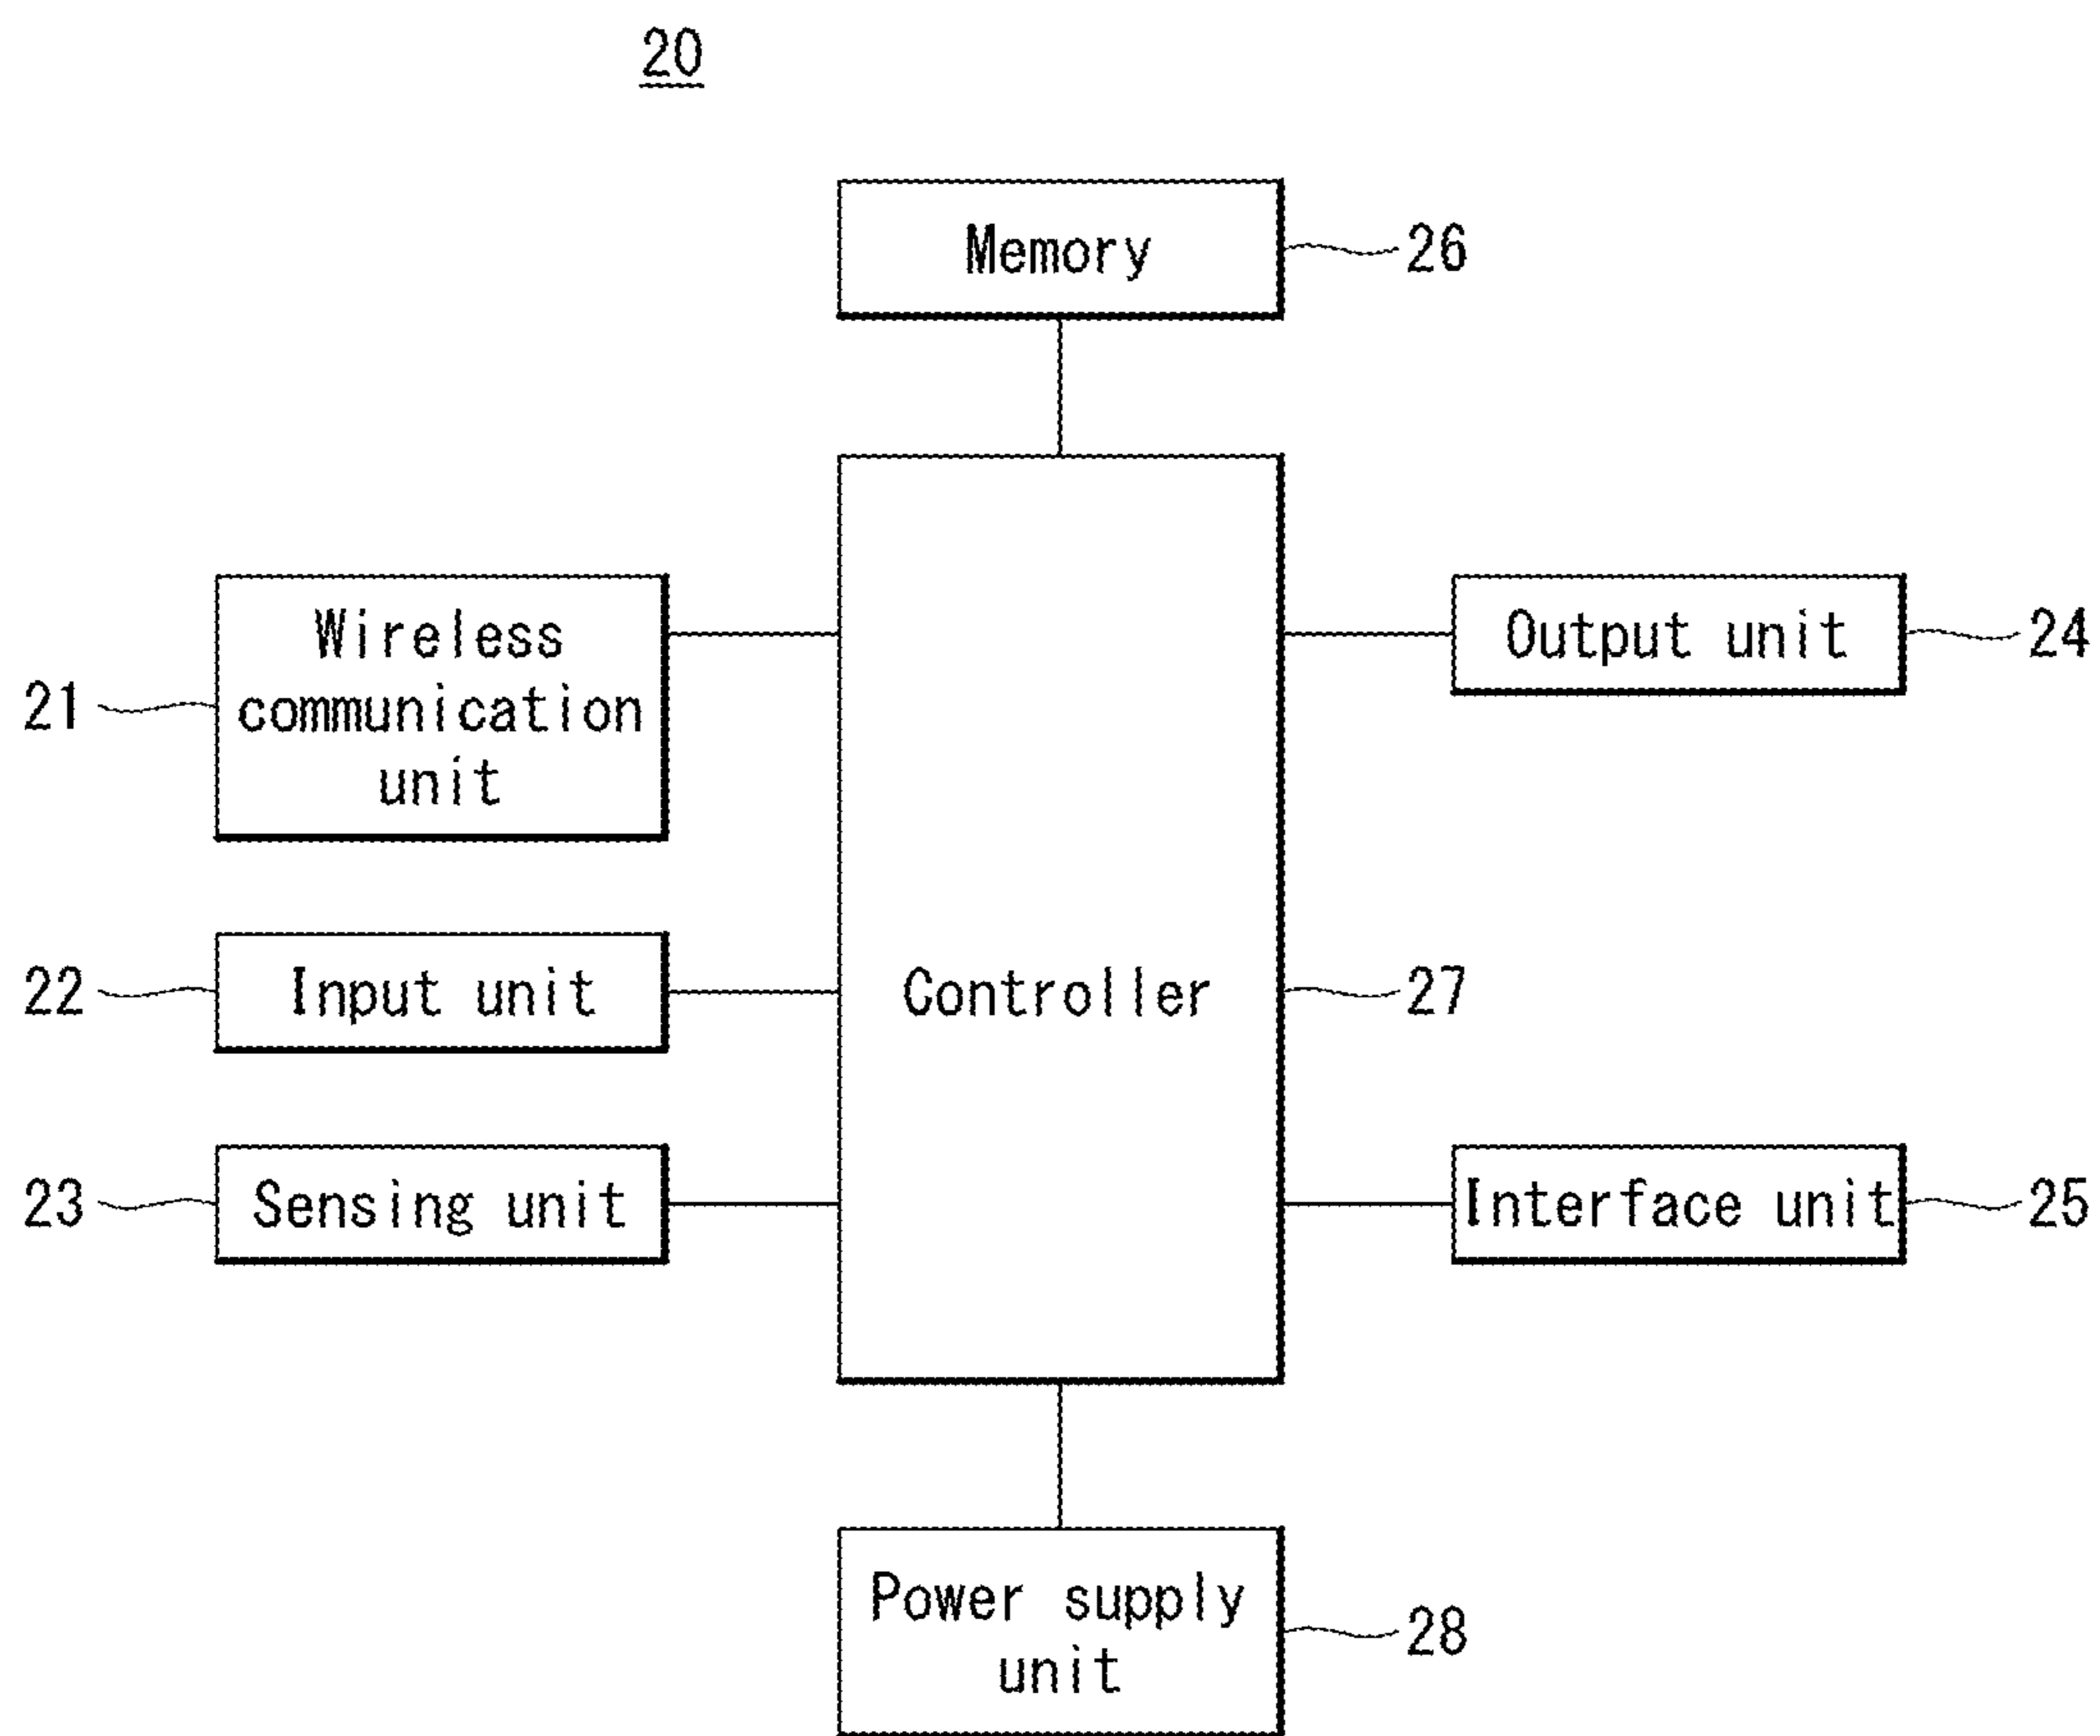 20
Memory
26
Wireless
communication
unit
21
Output unit
24
22
Input unit
Controller
27
23
Sensing unit
Interface unit
25
Power supply
unit
28